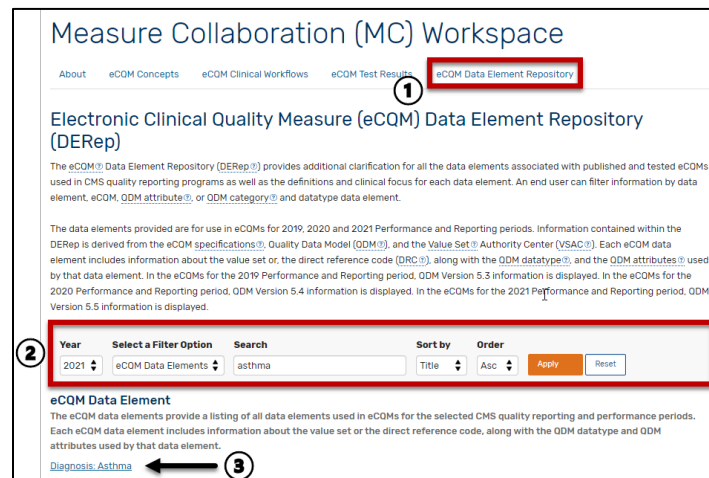 Measure Collaboration (MC) Workspace
About eCQM Concepts eCQM Clinical Workflows eCQM Test Results eCQM Data Element Repository
1
Electronic Clinical Quality Measure (eCQM) Data Element Repository
(DERep)
The eCQM Data Element Repository (DERep) provides additional clarification for all the data elements associated with published and tested eCQMs
used in CMS quality reporting programs as well as the definitions and clinical focus for each data element. An end user can filter information by data
element, eCQM, QDM attribute, or QDM category and datatype data element.
The data elements provided are for use in eCQMs for 2019, 2020 and 2021 Performance and Reporting periods. Information contained within the
DERep is derived from the eCQM specifications, Quality Data Model (QDM), and the Value Set Authority Center (VSAC). Each eCQM data
element includes information about the value set or, the direct reference code (DRC), along with the QDM datatype, and the QDM attributes used
by that data element. In the eCQMs for the 2019 Performance and Reporting period, QDM Version 5.3 information is displayed. In the eCQMs for the
2020 Performance and Reporting period, QDM Version 5.4 information is displayed. In the eCQMs for the 2021 Performance and Reporting period, QDM
Version 5.5 information is displayed.
2
Year Select a Filter Option Search Sort by Order
2021 eCQM Data Elements asthma Title Asc Apply Reset
eCQM Data Element
The eCQM data elements provide a listing of all data elements used in eCQMs for the selected CMS quality reporting and performance periods.
Each eCQM data element includes information about the value set or the direct reference code, along with the QDM datatype and QDM
attributes used by that data element.
Diagnosis: Asthma 3